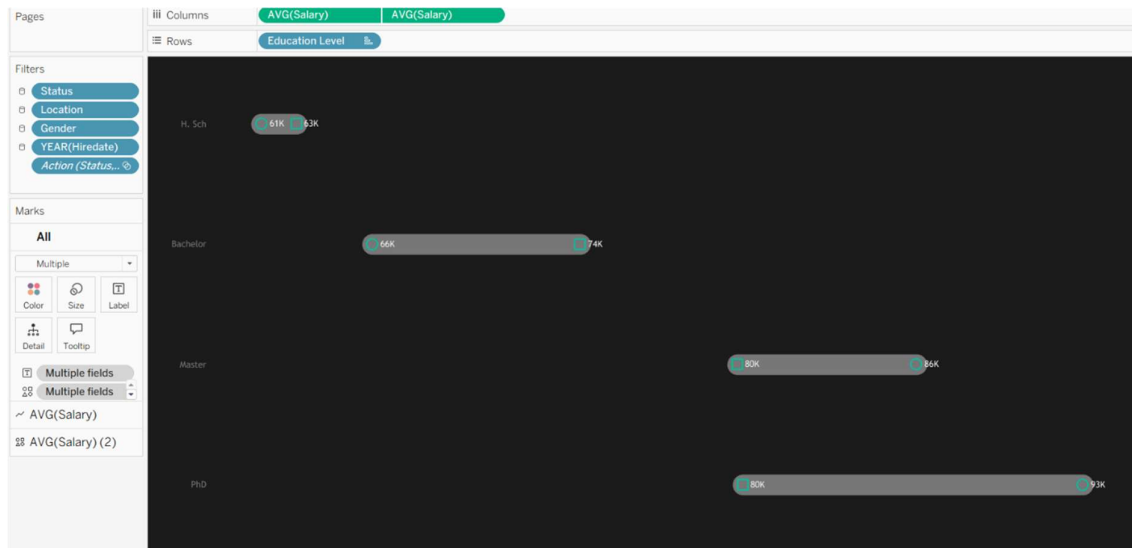 Pages
Columns
AVG(Salary) AVG(Salary)
Rows
Education Level
Filters
Status
Location
Gender
YEAR(Hiredate)
Action (Status,..
Marks
All
Multiple
Color Size Label
Detail Tooltip
Multiple fields
Multiple fields
AVG(Salary)
AVG(Salary) (2)
H. Sch 61K 63K
Bachelor 66K 74K
Master 80K 86K
PhD 80K 93K